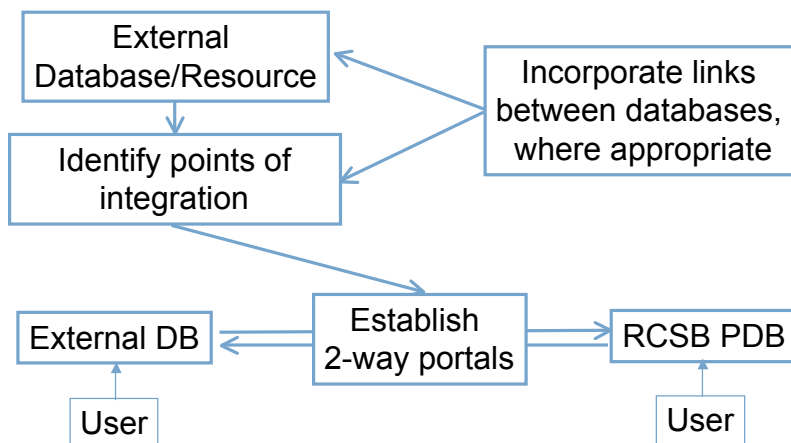 External
Database/Resource
Incorporate links
between databases,
where appropriate
Identify points of
integration
External DB
Establish
2-way portals
RCSB PDB
User
User